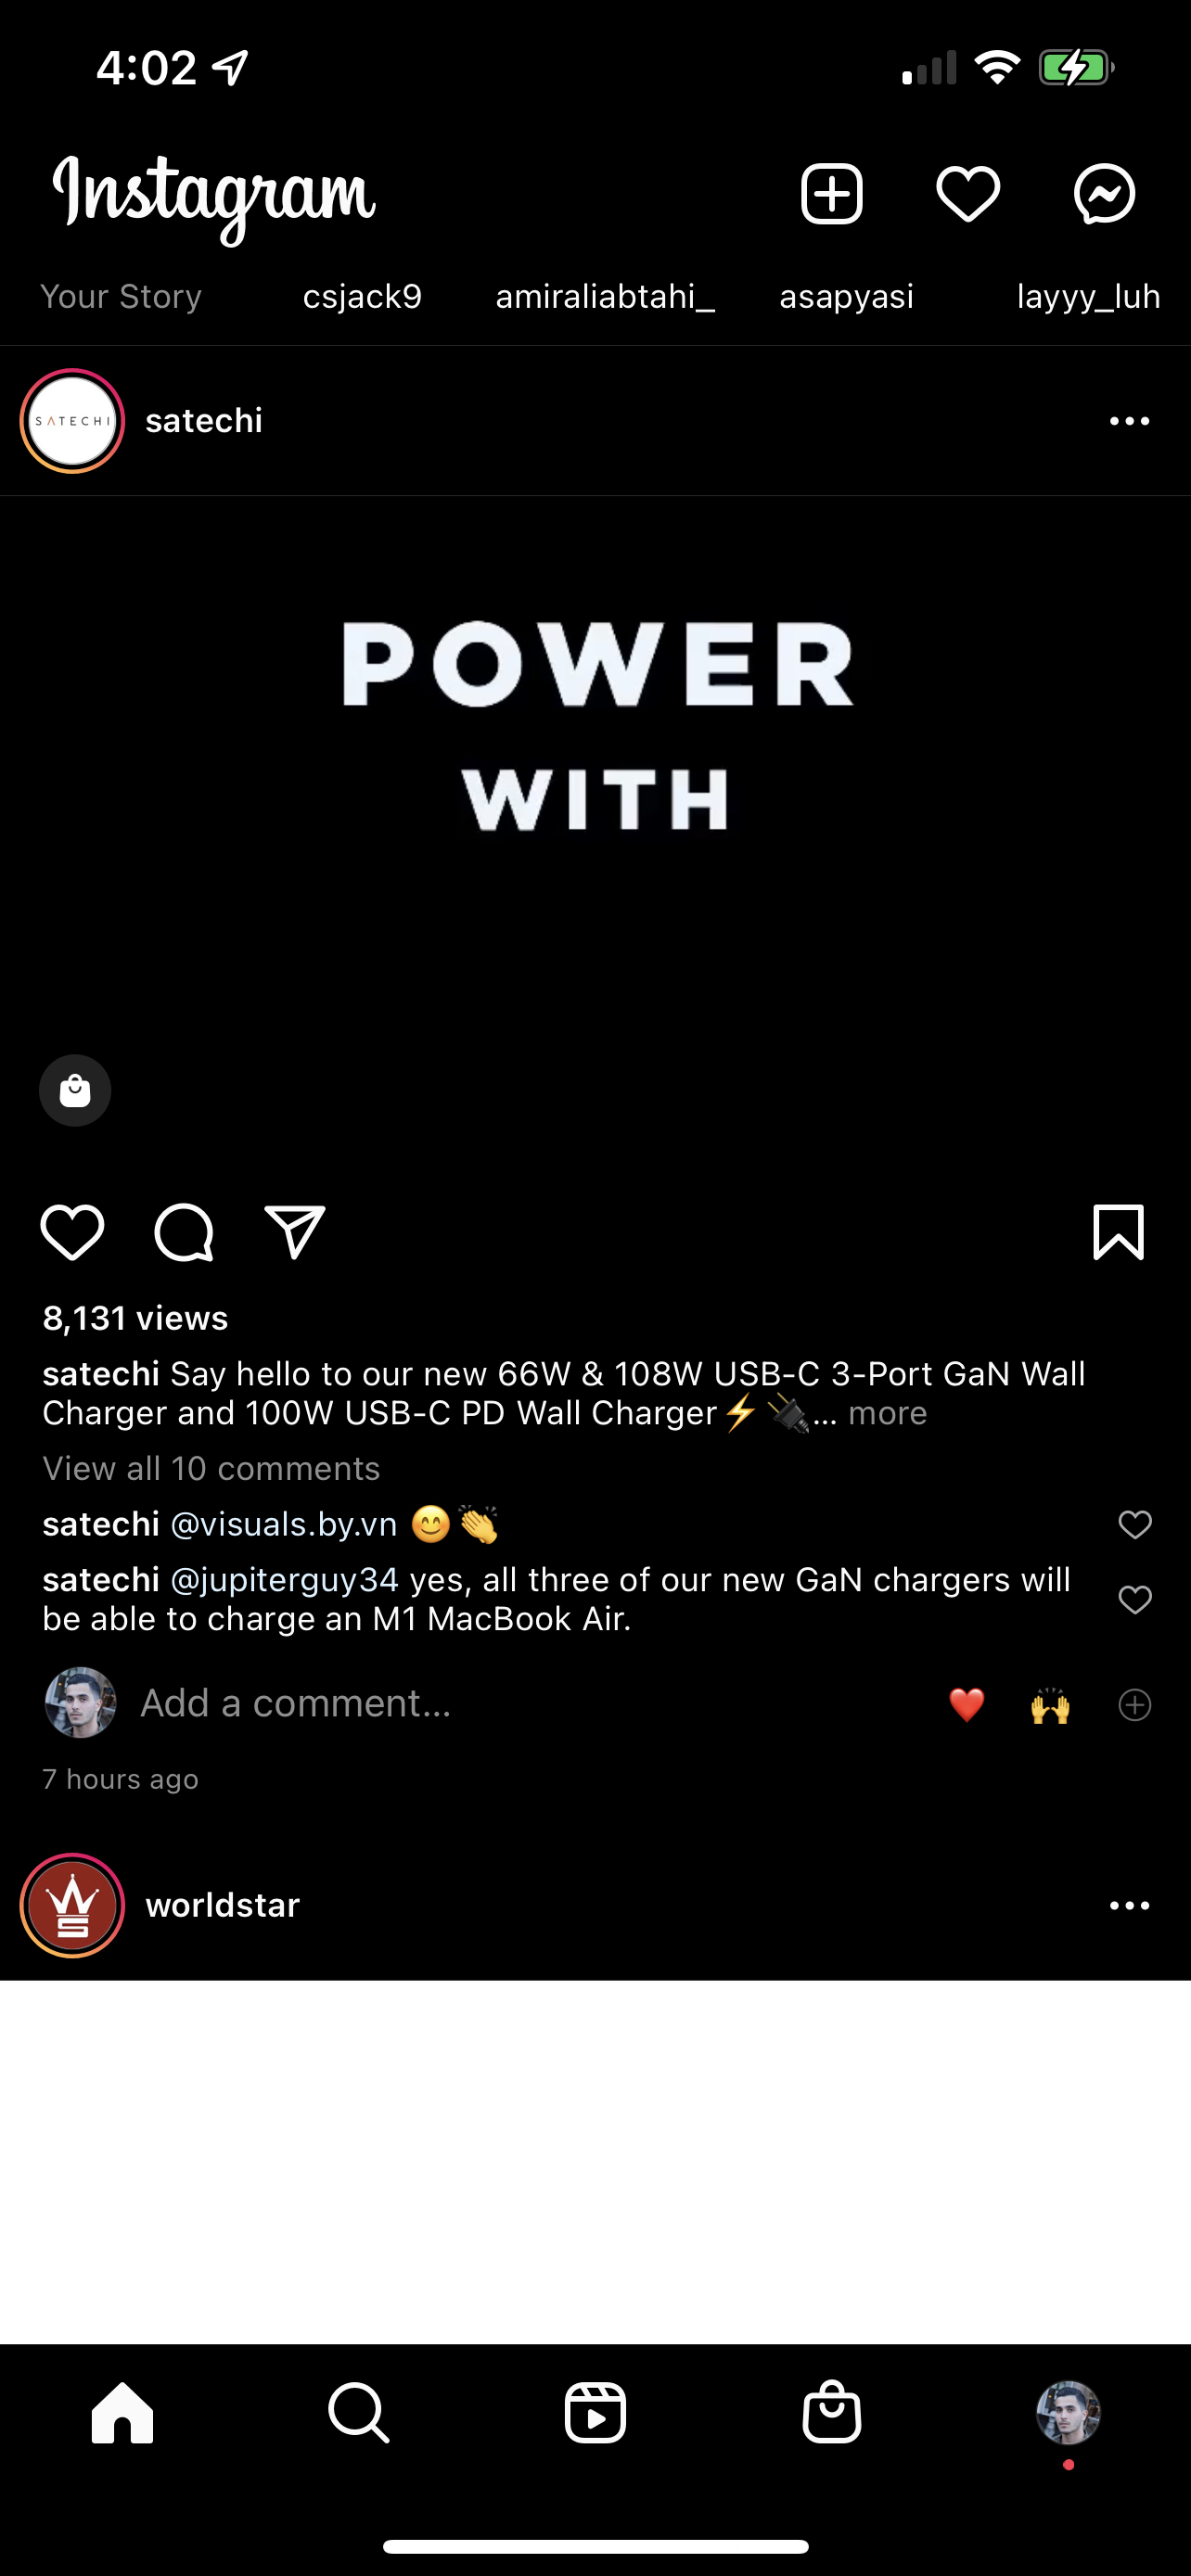 4:02
Instagram
Your Story csjack9 amiraliabtahi_ asapyasi layyy_luh
SATECHI
satechi
POWER
WITH
8,131 views
satechi Say hello to our new 66W & 108W USB-C 3-Port GaN Wall
Charger and 100W USB-C PD Wall Charger⚡🔌... more
View all 10 comments
satechi @visuals.by.vn 😊👏
satechi @jupiterguy34 yes, all three of our new GaN chargers will
be able to charge an M1 MacBook Air.
Add a comment...
7 hours ago
WS
worldstar